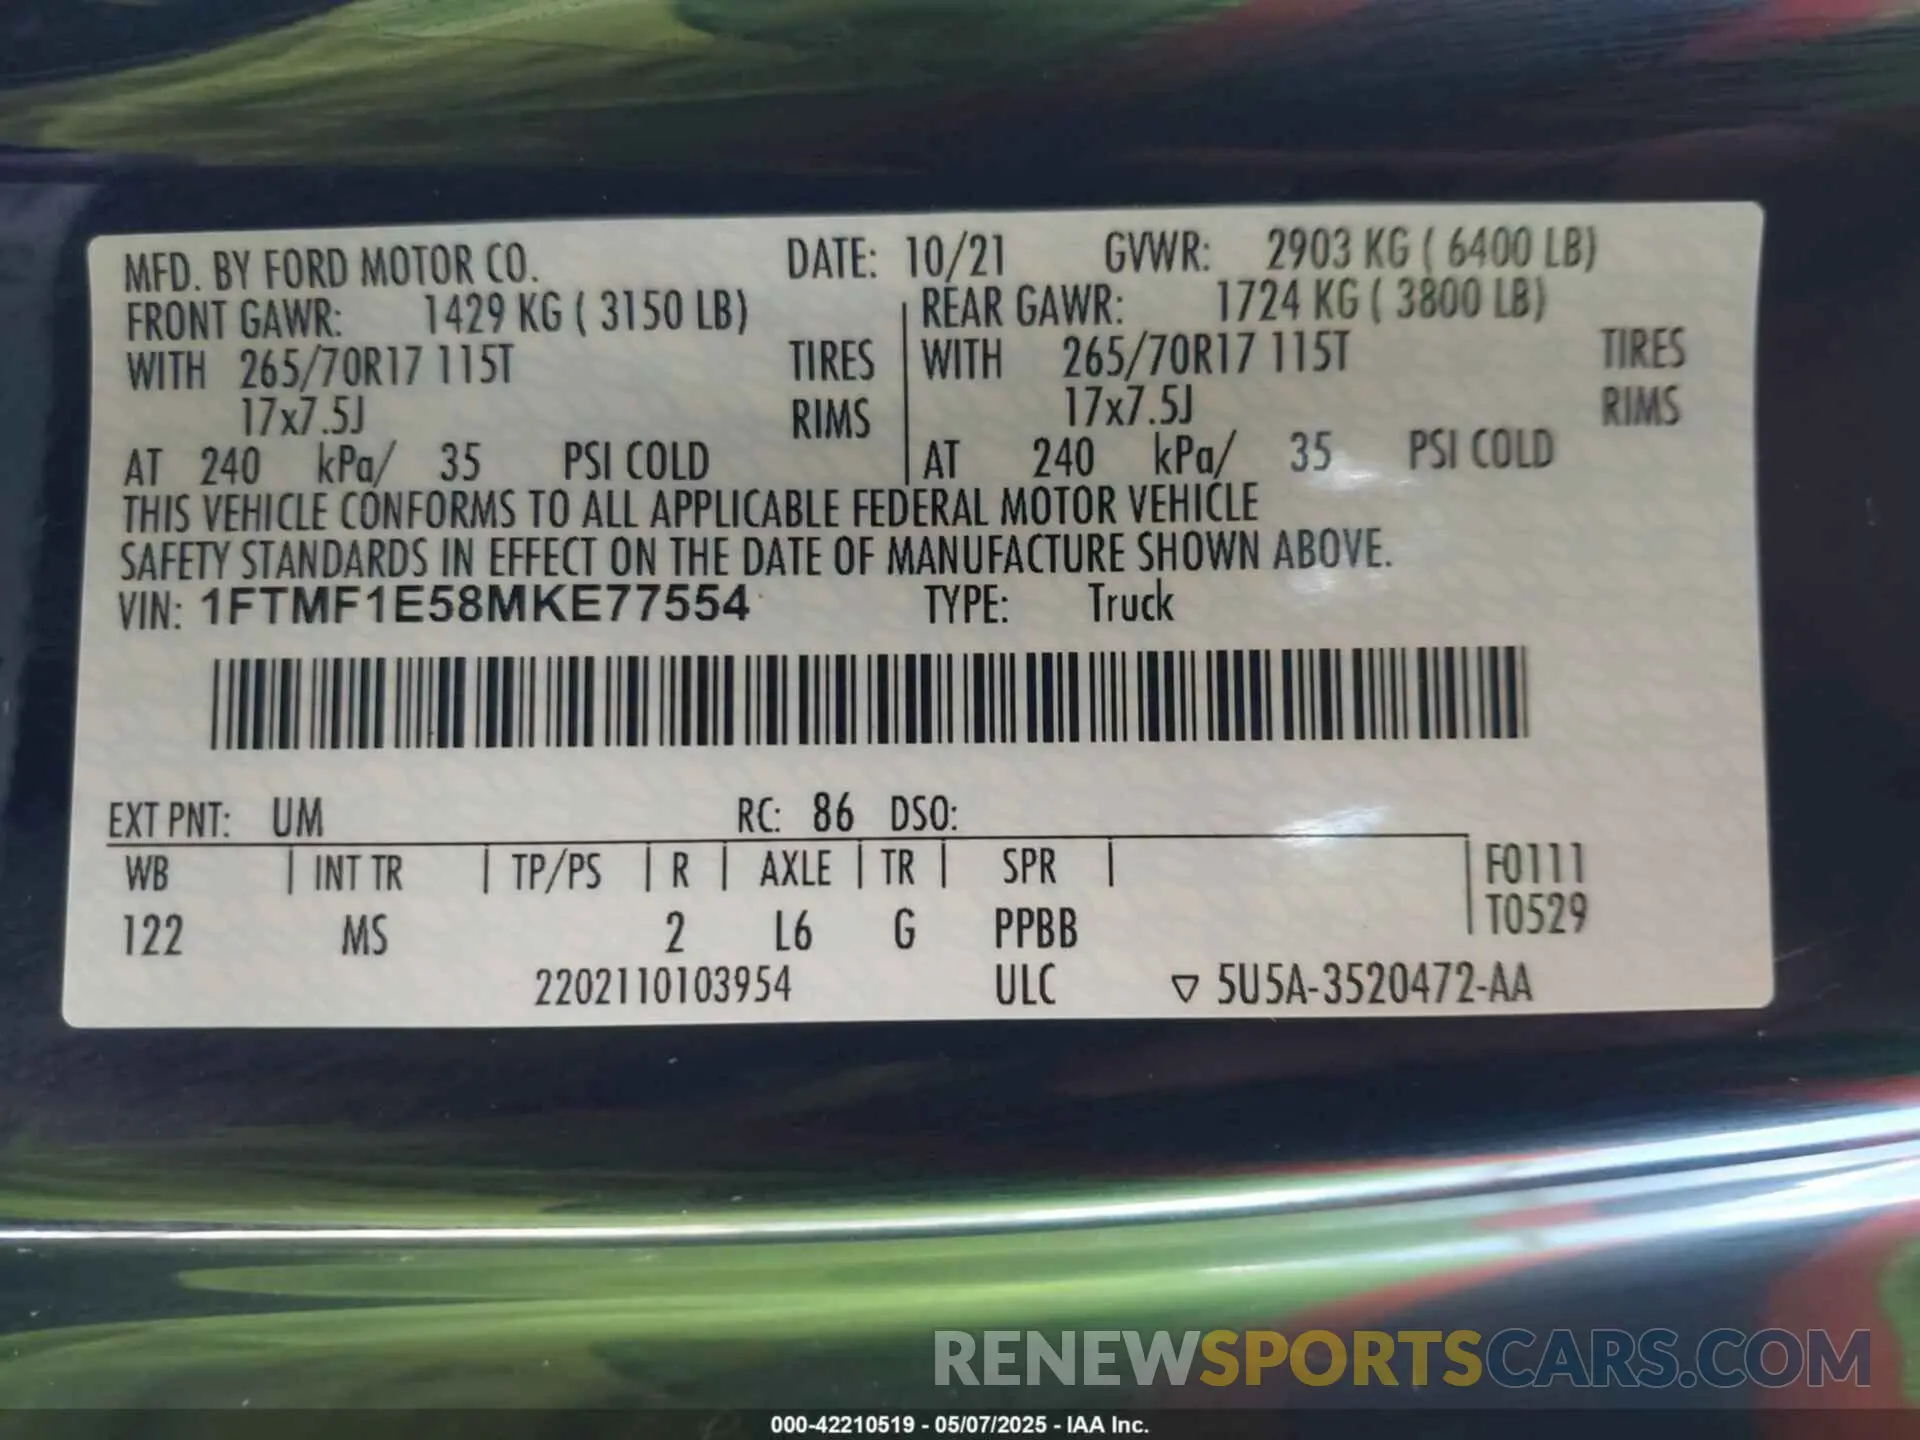 MFD. BY FORD MOTOR CO. DATE: 10/21 GVWR: 2903 KG ( 6400 LB)
FRONT GAWR: 1429 KG ( 3150 LB) REAR GAWR: 1724 KG ( 3800 LB)
WITH 265/70R17 115T TIRES WITH 265/70R17 115T TIRES
17x7.5J RIMS 17x7.5J RIMS
AT 240 kPa/ 35 PSI COLD AT 240 kPa/ 35 PSI COLD
THIS VEHICLE CONFORMS TO ALL APPLICABLE FEDERAL MOTOR VEHICLE
SAFETY STANDARDS IN EFFECT ON THE DATE OF MANUFACTURE SHOWN ABOVE.
VIN: 1FTMF1E58MKE77554 TYPE: Truck
EXT PNT: UM RC: 86 DSO:
WB | INT TR | TP/PS | R | AXLE | TR | SPR | F0111
T0529
122 MS 2 L6 G PPBB
2202110103954 ULC ▽ 5U5A-3520472-AA
RENEWSPORTSCARS.COM
000-42210519 - 05/07/2025 - IAA Inc.